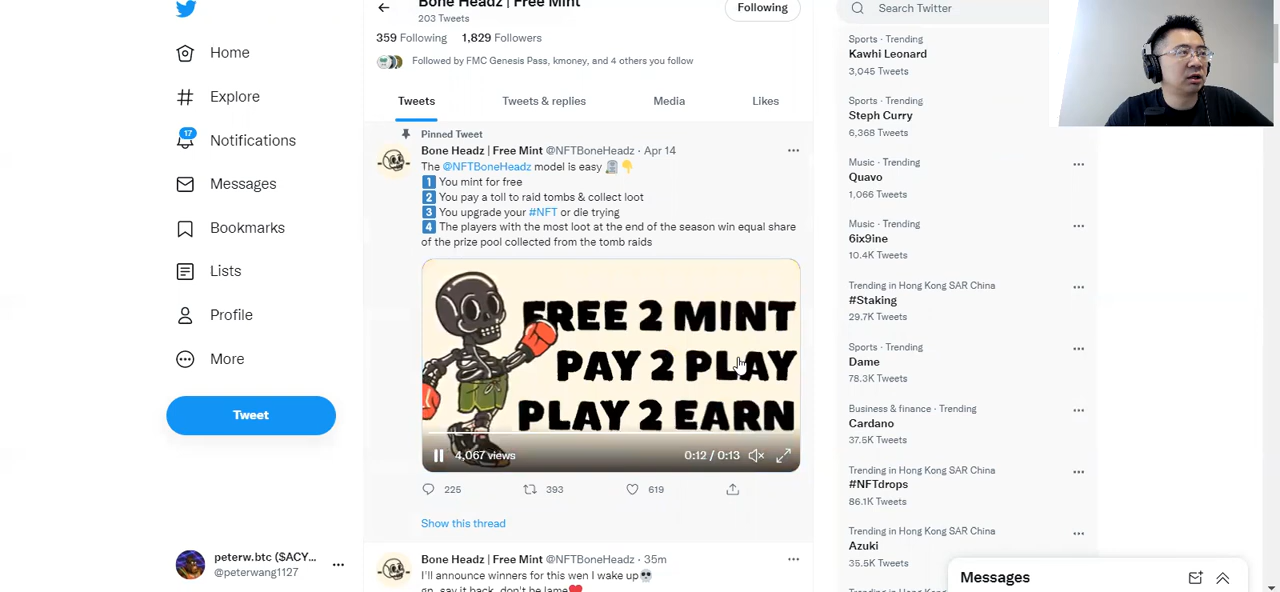 Bone Headz | Free Mint
203 Tweets
Following
359 Following 1,829 Followers
Followed by FMC Genesis Pass, kmoney, and 4 others you follow
Tweets Tweets & replies Media Likes
Home
Explore
17
Notifications
Messages
Bookmarks
Lists
Profile
More
Tweet
peterw.btc ($ACY...
@peterwang1127
Pinned Tweet
Bone Headz | Free Mint @NFTBoneHeadz · Apr 14
The @NFTBoneHeadz model is easy
1 You mint for free
2 You pay a toll to raid tombs & collect loot
3 You upgrade your #NFT or die trying
4 The players with the most loot at the end of the season win equal share
of the prize pool collected from the tomb raids
FREE 2 MINT
PAY 2 PLAY
PLAY 2 EARN
4,067 views 0:12 / 0:13
225 393 619
Show this thread
Bone Headz | Free Mint @NFTBoneHeadz · 35m
I'll announce winners for this wen I wake up
gn, say it back, don't be lame
Search Twitter
Sports · Trending
Kawhi Leonard
3,045 Tweets
Sports · Trending
Steph Curry
6,368 Tweets
Music · Trending
Quavo
1,066 Tweets
Music · Trending
6ix9ine
10.4K Tweets
Trending in Hong Kong SAR China
#Staking
29.7K Tweets
Sports · Trending
Dame
78.3K Tweets
Business & finance · Trending
Cardano
37.5K Tweets
Trending in Hong Kong SAR China
#NFTdrops
86.1K Tweets
Trending in Hong Kong SAR China
Azuki
35.5K Tweets
Messages